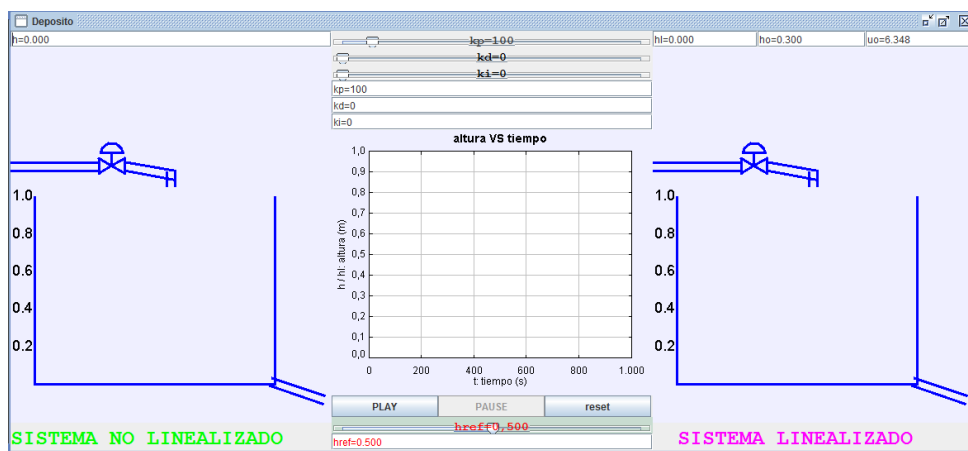 Deposito
h=0.000
kp=100
hl=0.000 ho=0.300 uo=6.348
kd=0
ki=0
kp=100
kd=0
ki=0
altura VS tiempo
1,0
0,9
0,8
0,7
0,6
0,5
0,4
0,3
0,2
0,1
0,0
h / hl: altura (m)
0 200 400 600 800 1.000
t: tiempo (s)
1.0
0.8
0.6
0.4
0.2
1.0
0.8
0.6
0.4
0.2
PLAY PAUSE reset
href=0,500
href=0.500
SISTEMA NO LINEALIZADO
SISTEMA LINEALIZADO